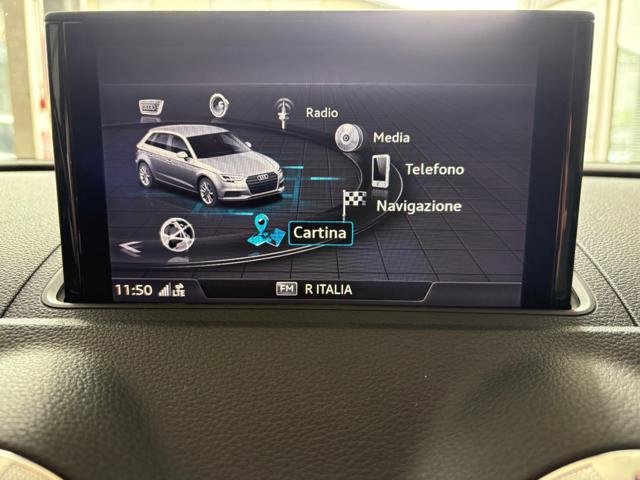 Radio
Media
Telefono
Navigazione
Cartina
11:50 LTE FM R ITALIA